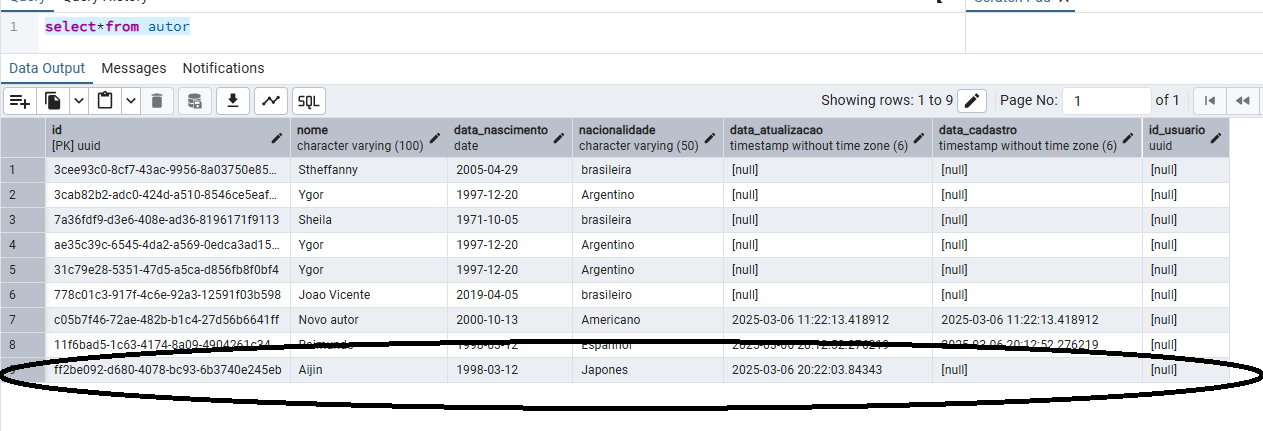 Query Query History
1 select*from autor
Data Output Messages Notifications
SQL Showing rows: 1 to 9 Page No: 1 of 1
id nome data_nascimento nacionalidade data_atualizacao data_cadastro id_usuario
[PK] uuid character varying (100) date character varying (50) timestamp without time zone (6) timestamp without time zone (6) uuid
1 3cee93c0-8cf7-43ac-9956-8a03750e85... Stheffanny 2005-04-29 brasileira [null] [null] [null]
2 3cab82b2-adc0-424d-a510-8546ce5eaf... Ygor 1997-12-20 Argentino [null] [null] [null]
3 7a36fdf9-d3e6-408e-ad36-8196171f9113 Sheila 1971-10-05 brasileira [null] [null] [null]
4 ae35c39c-6545-4da2-a569-0edca3ad15... Ygor 1997-12-20 Argentino [null] [null] [null]
5 31c79e28-5351-47d5-a5ca-d856fb8f0bf4 Ygor 1997-12-20 Argentino [null] [null] [null]
6 778c01c3-917f-4c6e-92a3-12591f03b598 Joao Vicente 2019-04-05 brasileiro [null] [null] [null]
7 c05b7f46-72ae-482b-b1c4-27d56b6641ff Novo autor 2000-10-13 Americano 2025-03-06 11:22:13.418912 2025-03-06 11:22:13.418912 [null]
8 11f6bad5-1c63-4174-8a09-4904261c34... Raimundo 1998-03-12 Espanhol 2025-03-06 20:12:52.276219 2025-03-06 20:12:52.276219 [null]
ff2be092-d680-4078-bc93-6b3740e245eb Aijin 1998-03-12 Japones 2025-03-06 20:22:03.84343 [null] [null]